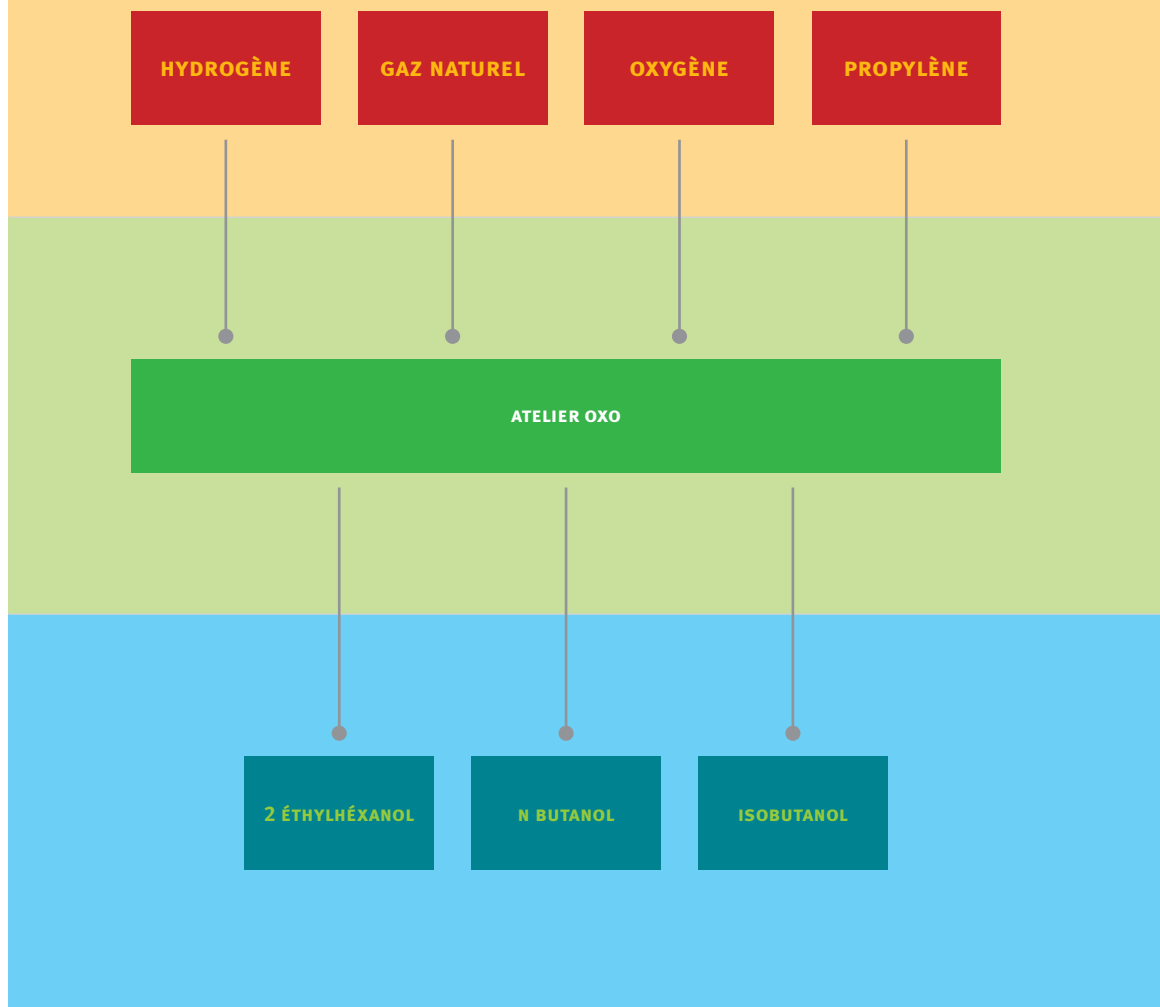 HYDROGÈNE
GAZ NATUREL
OXYGÈNE
PROPYLÈNE
ATELIER OXO
2 ÉTHYLHÉXANOL
N BUTANOL
ISOBUTANOL